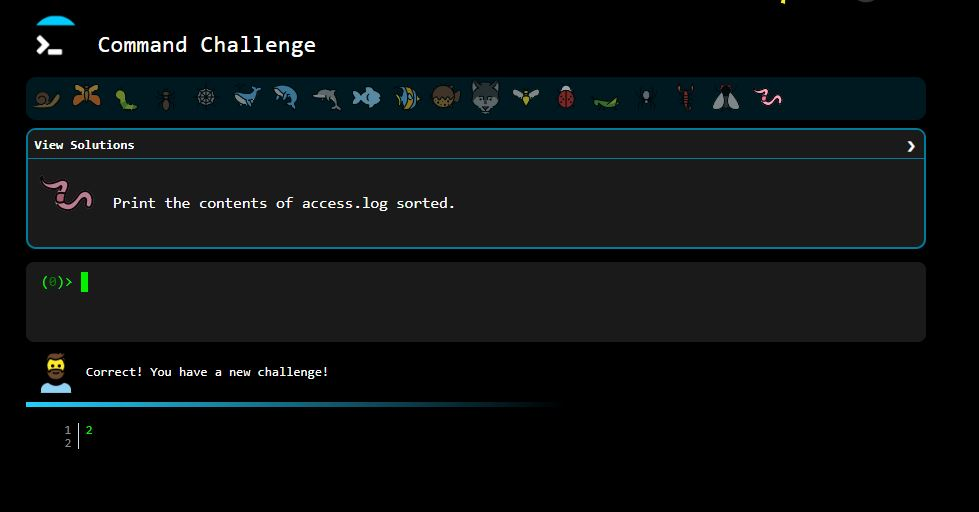 Command Challenge
View Solutions
Print the contents of access.log sorted.
(0)>
Correct! You have a new challenge!
1 2
2